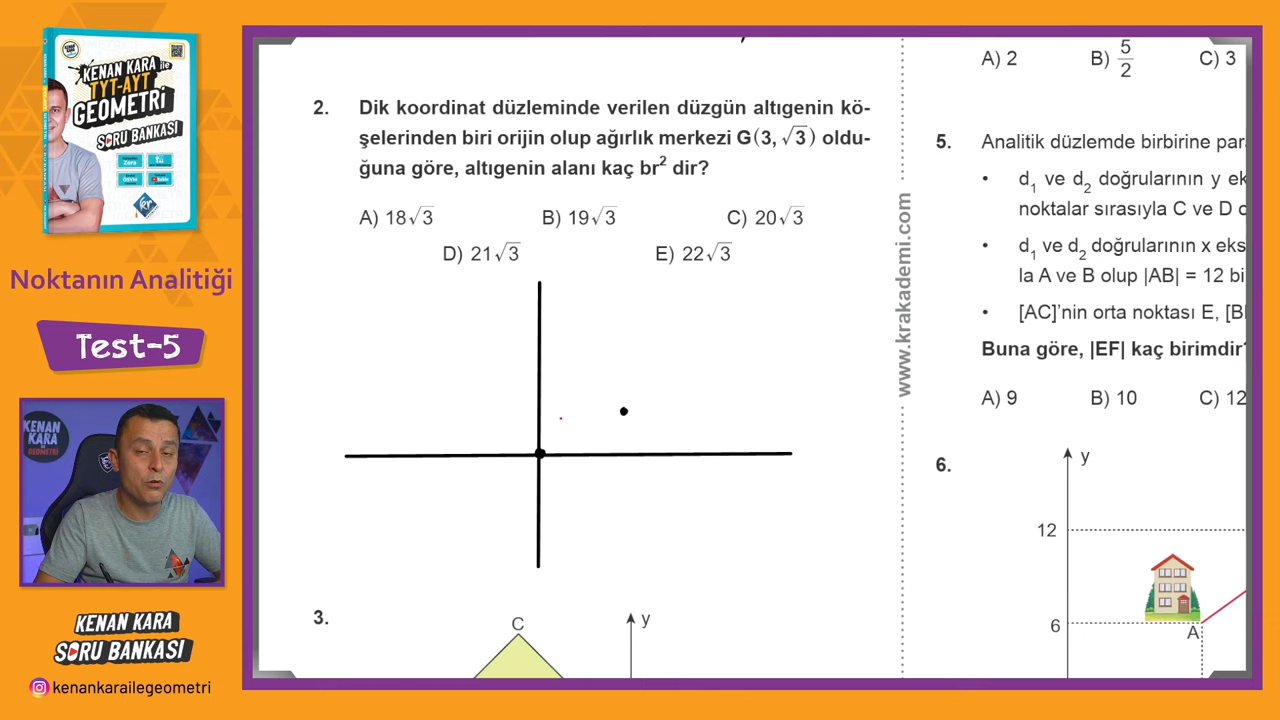 KENAN KARA ile
TYT-AYT
GEOMETRİ
SORU BANKASI
Noktanın Analitiği
Test-5
KENAN
KARA
GEOMETRİ
KENAN KARA
SORU BANKASI
kenankarailegeometri
2. Dik koordinat düzleminde verilen düzgün altıgenin kö-
şelerinden biri orijin olup ağırlık merkezi G(3, √3) oldu-
ğuna göre, altıgenin alanı kaç br² dir?
A) 18√3 B) 19√3 C) 20√3
D) 21√3 E) 22√3
3.
C
y
www.krakademi.com
A) 2 B) 5/2 C) 3
5. Analitik düzlemde birbirine par
• d₁ ve d₂ doğrularının y ek
noktalar sırasıyla C ve D
• d₁ ve d₂ doğrularının x eks
la A ve B olup |AB| = 12 bi
• [AC]'nin orta noktası E, [B
Buna göre, |EF| kaç birimdir?
A) 9 B) 10 C) 12
6.
y
12
6
A